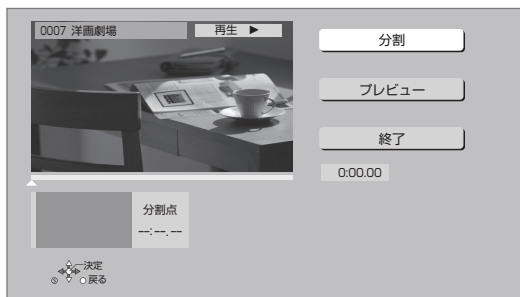 0007 洋画劇場
再生 ▶
分割
プレビュー
終了
0:00.00
分割点
--:--.--
決定
戻る